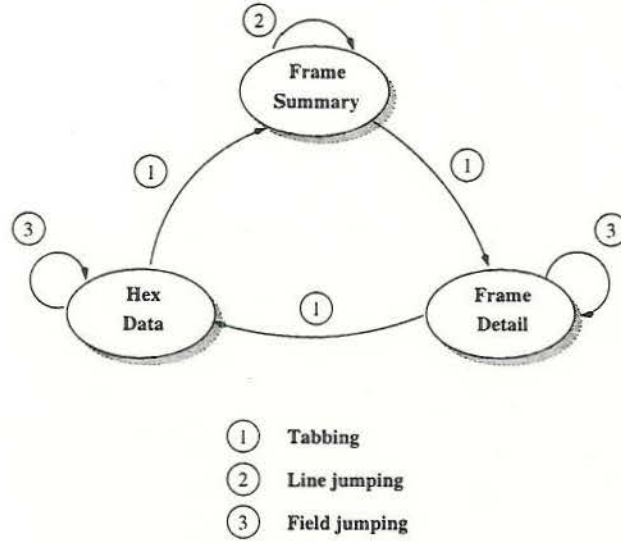 2
Frame
Summary
1
1
3
3
Hex
Data
1
Frame
Detail
1 Tabbing
2 Line jumping
3 Field jumping